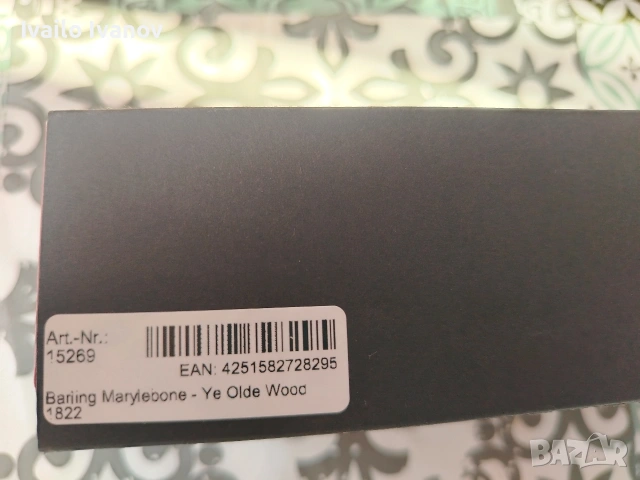 Ivailo ivanov
Art.-Nr.:
15269
EAN: 4251582728295
Barling Marylebone - Ye Olde Wood
1822
BAZAR